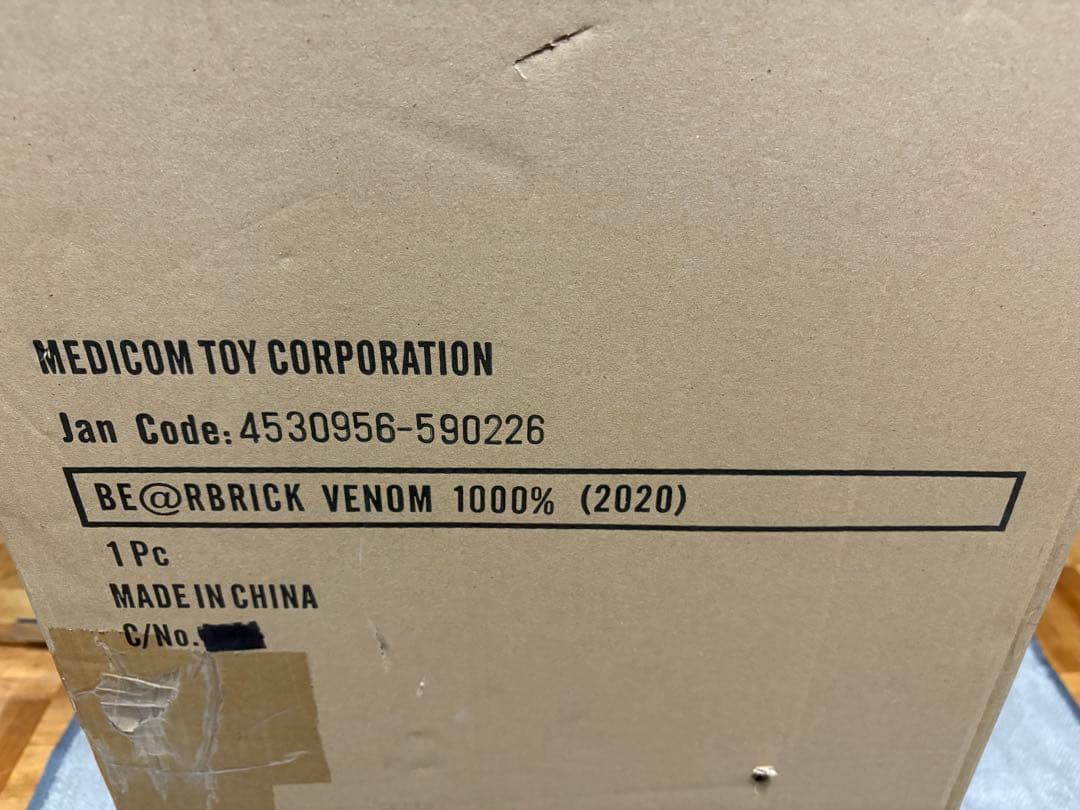 MEDICOM TOY CORPORATION
Jan Code: 4530956-590226
BE@RBRICK VENOM 1000% (2020)
1 Pc
MADE IN CHINA
C/No.